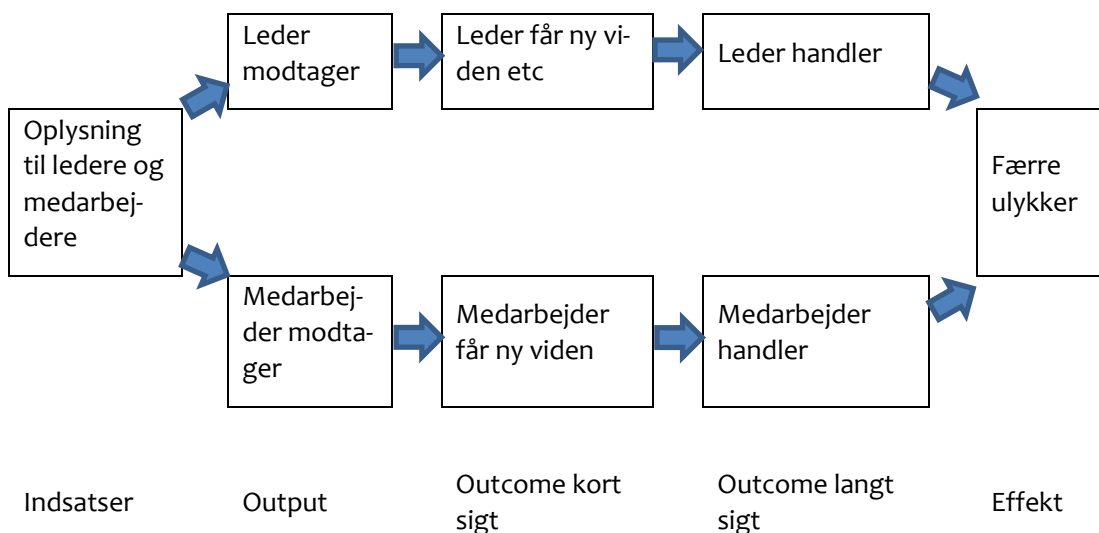 Leder
modtager
Leder får ny vi-
den etc
Leder handler
Oplysning
til ledere og
medarbej-
dere
Færre
ulykker
Medarbej-
der modta-
ger
Medarbejder
får ny viden
Medarbejder
handler
Indsatser
Output
Outcome kort
sigt
Outcome langt
sigt
Effekt